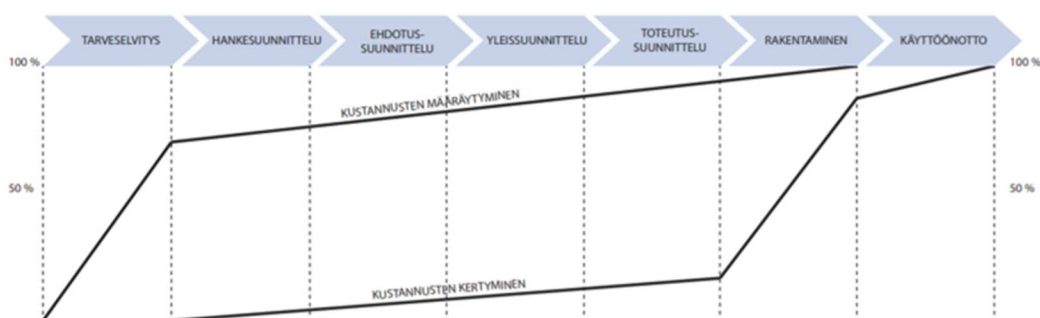 TARVESELVITYS
HANKESUUNNITTELU
EHDOTUS-
SUUNNITTELU
YLEISSUUNNITTELU
TOTEUTUS-
SUUNNITTELU
RAKENTAMINEN
KÄYTTÖÖNOTTO
100 %
100 %
KUSTANNUSTEN MÄÄRÄYTYMINEN
50 %
50 %
KUSTANNUSTEN KERTYMINEN